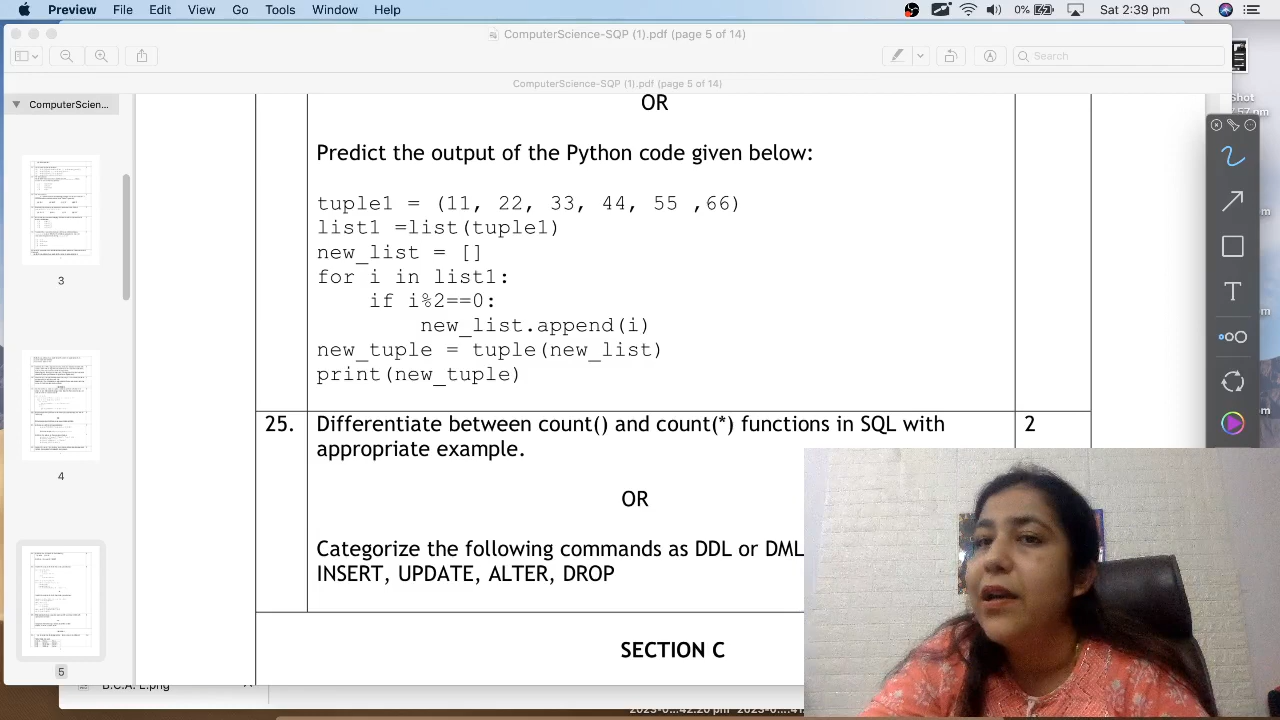 Preview File Edit View Go Tools Window Help 0% Sat 2:39 pm
ComputerScience-SQP (1).pdf (page 5 of 14)
Search
ComputerScience-SQP (1).pdf (page 5 of 14)
ComputerScien...
3
4
5
OR
Predict the output of the Python code given below:
tuple1 = (11, 22, 33, 44, 55 ,66)
list1 =list(tuple1)
new_list = []
for i in list1:
if i%2==0:
new_list.append(i)
new_tuple = tuple(new_list)
print(new_tuple)
25. Differentiate between count() and count(*) functions in SQL with 2
appropriate example.
OR
Categorize the following commands as DDL or DML
INSERT, UPDATE, ALTER, DROP
SECTION C
Shot
T